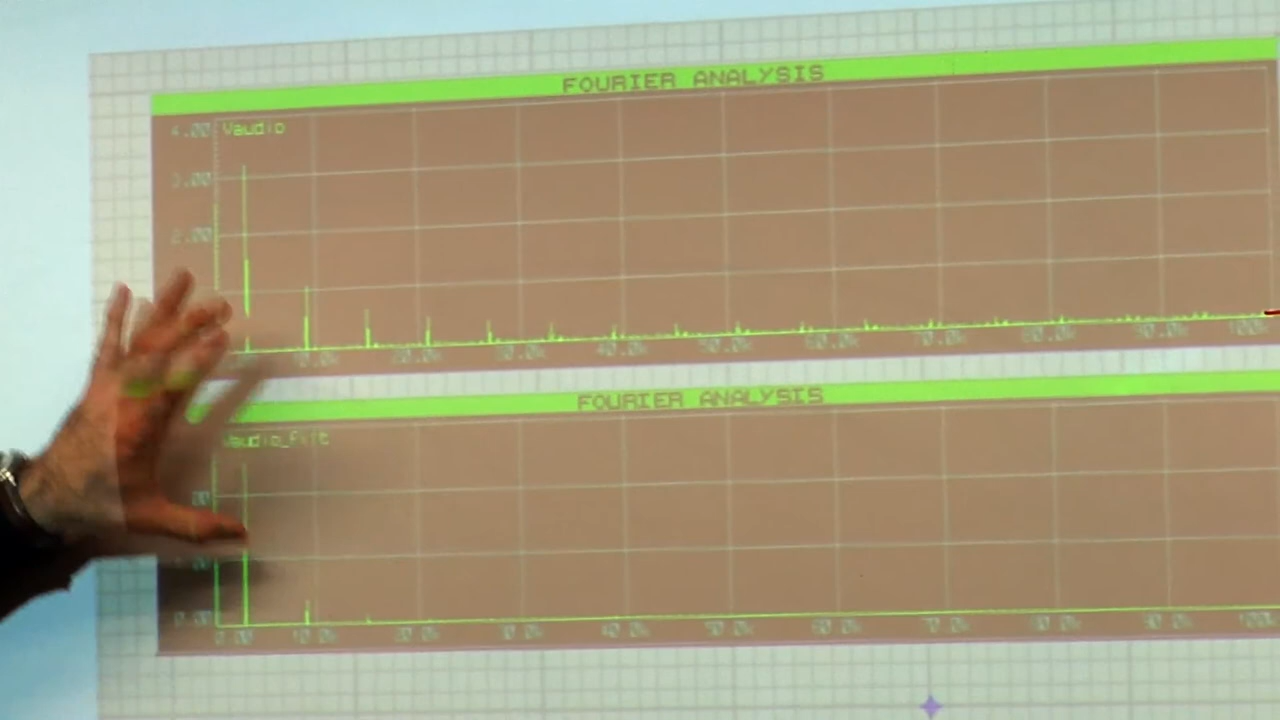 FOURIER ANALYSIS
4.00 Vaudio
3.00
2.00
20.0k 30.0k 40.0k 50.0k 60.0k 70.0k 80.0k 90.0k 100k
FOURIER ANALYSIS
Vaudio_Filt
0.00
0.00 10.0k 20.0k 30.0k 40.0k 50.0k 60.0k 70.0k 80.0k 90.0k 100k